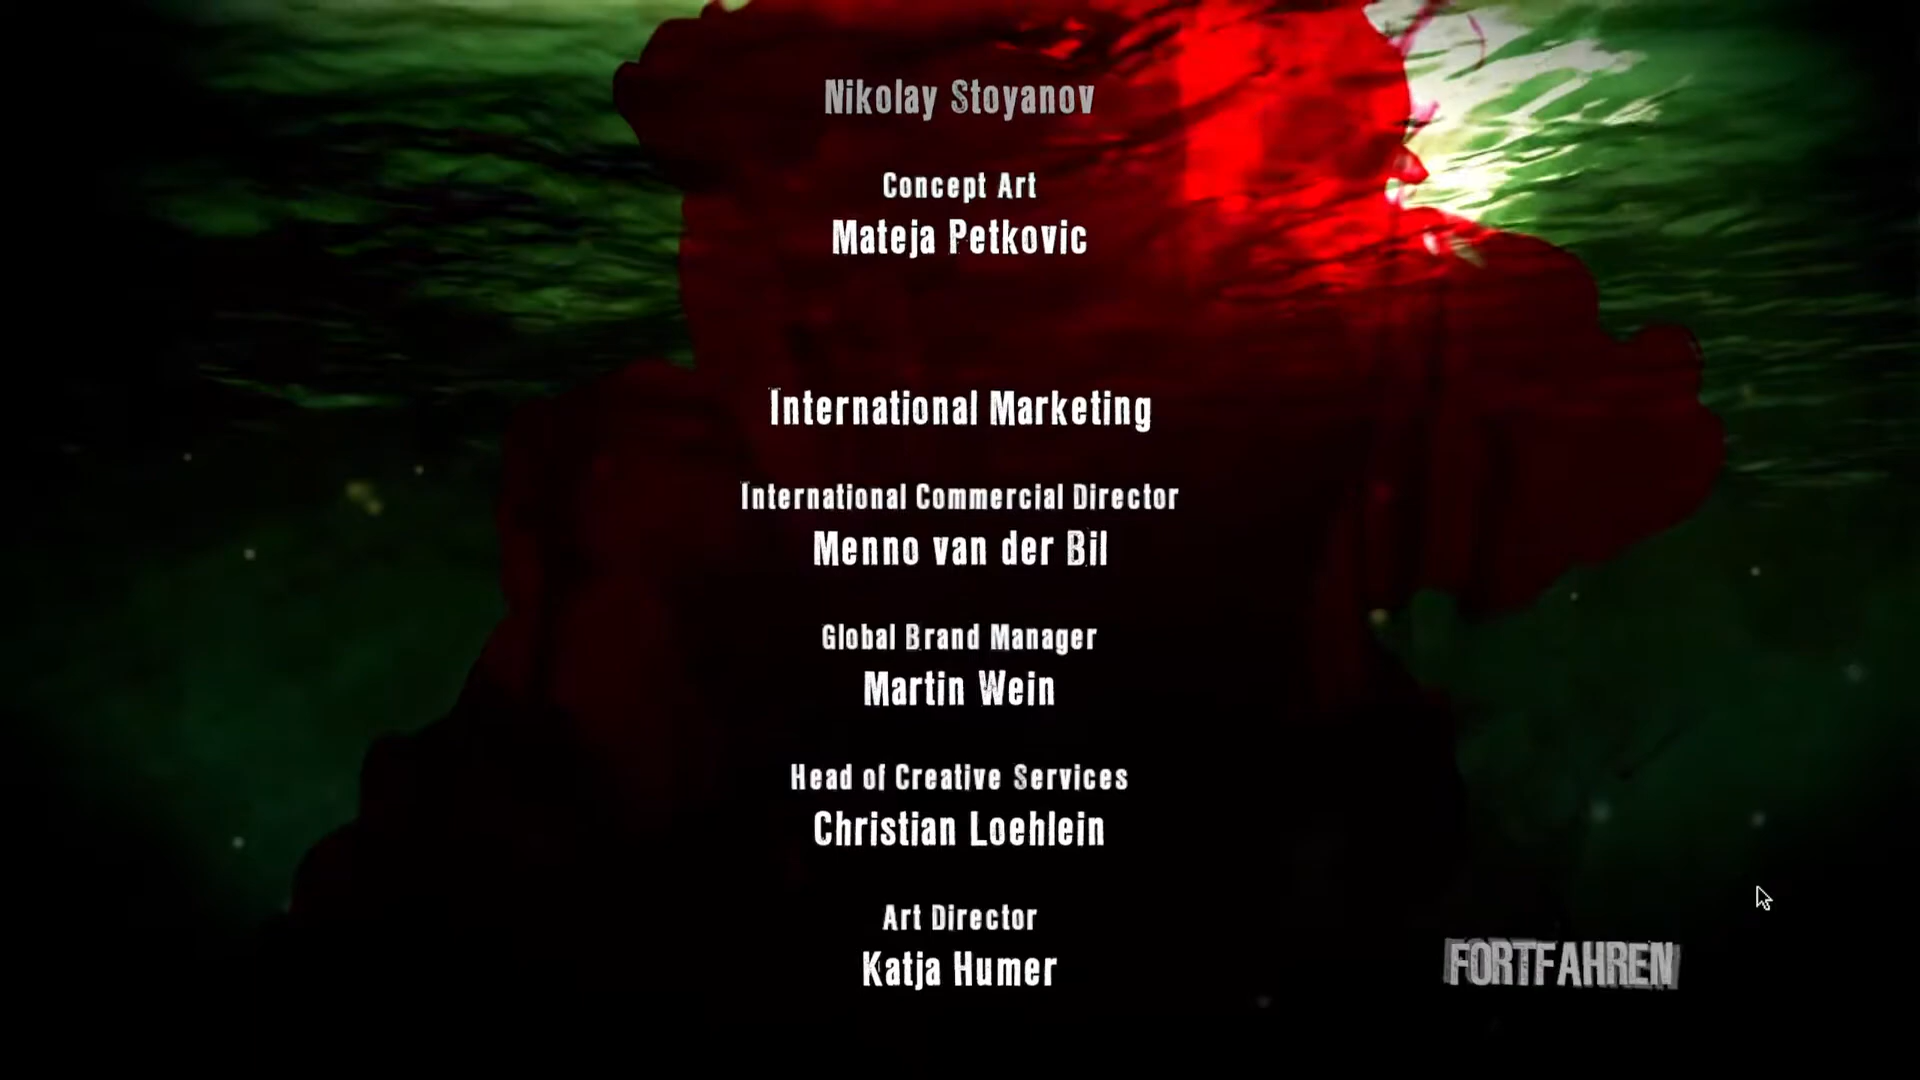 Nikolay Stoyanov
Concept Art
Mateja Petkovic
International Marketing
International Commercial Director
Menno van der Bil
Global Brand Manager
Martin Wein
Head of Creative Services
Christian Loehlein
Art Director
Katja Humer
FORTFAHREN